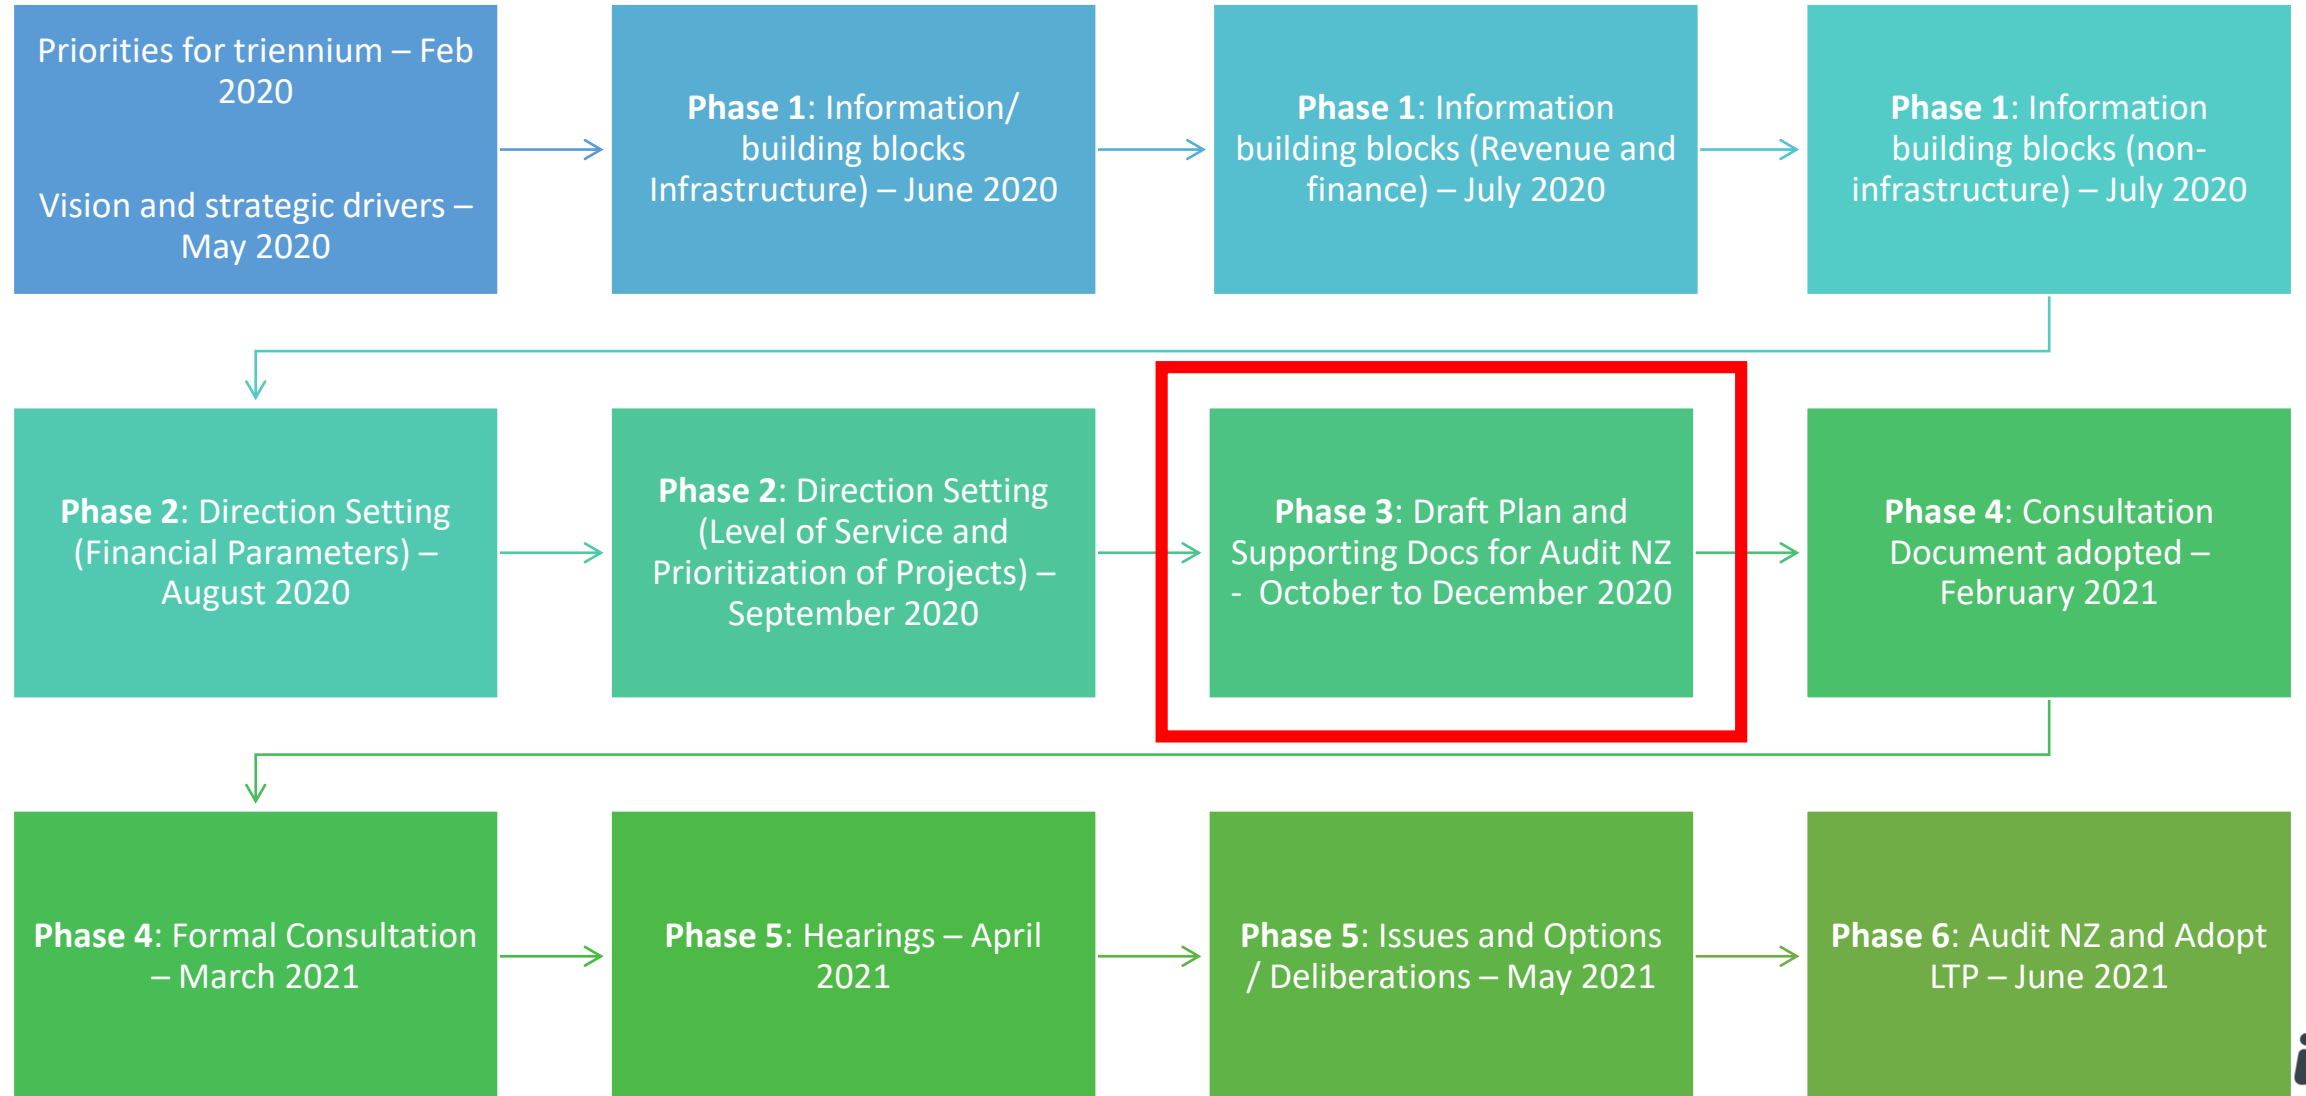 Priorities for triennium – Feb
2020
Vision and strategic drivers –
May 2020
Phase 1: Information/
building blocks
Infrastructure) – June 2020
Phase 1: Information
building blocks (Revenue and
finance) – July 2020
Phase 1: Information
building blocks (non-
infrastructure) – July 2020
Phase 2: Direction Setting
(Financial Parameters) –
August 2020
Phase 2: Direction Setting
(Level of Service and
Prioritization of Projects) –
September 2020
Phase 3: Draft Plan and
Supporting Docs for Audit NZ
- October to December 2020
Phase 4: Consultation
Document adopted –
February 2021
Phase 4: Formal Consultation
– March 2021
Phase 5: Hearings – April
2021
Phase 5: Issues and Options
/ Deliberations – May 2021
Phase 6: Audit NZ and Adopt
LTP – June 2021